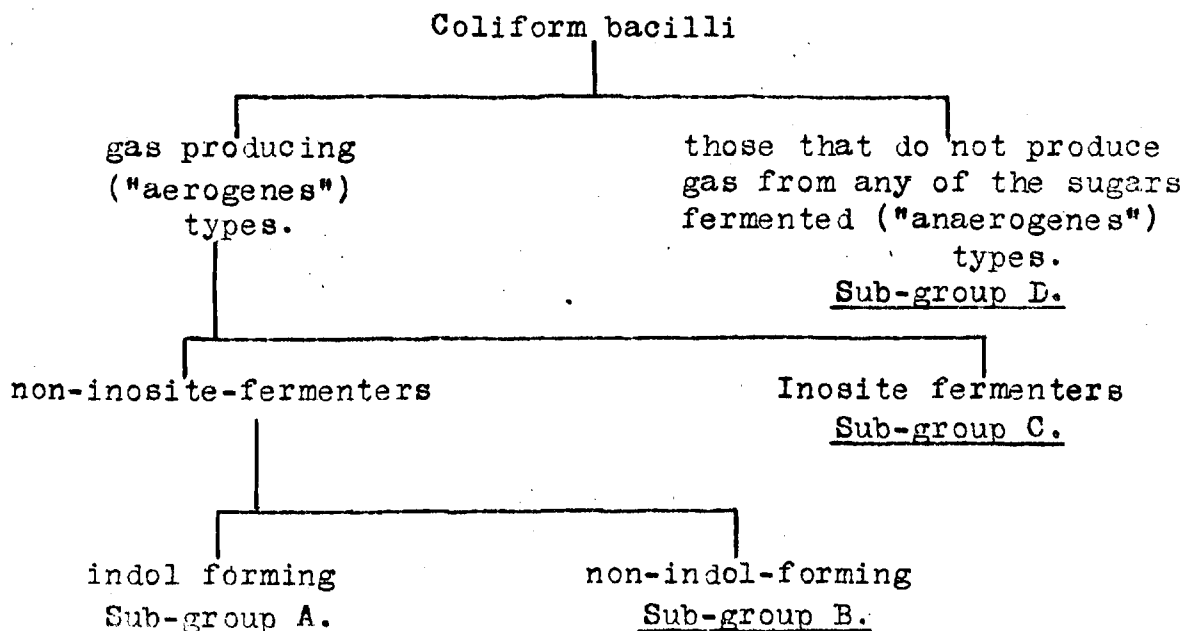 Coliform bacilli
gas producing
("aerogenes")
types.
those that do not produce
gas from any of the sugars
fermented ("anaerogenes")
types.
Sub-group D.
non-inosite-fermenters
Inosite fermenters
Sub-group C.
indol forming
Sub-group A.
non-indol-forming
Sub-group B.